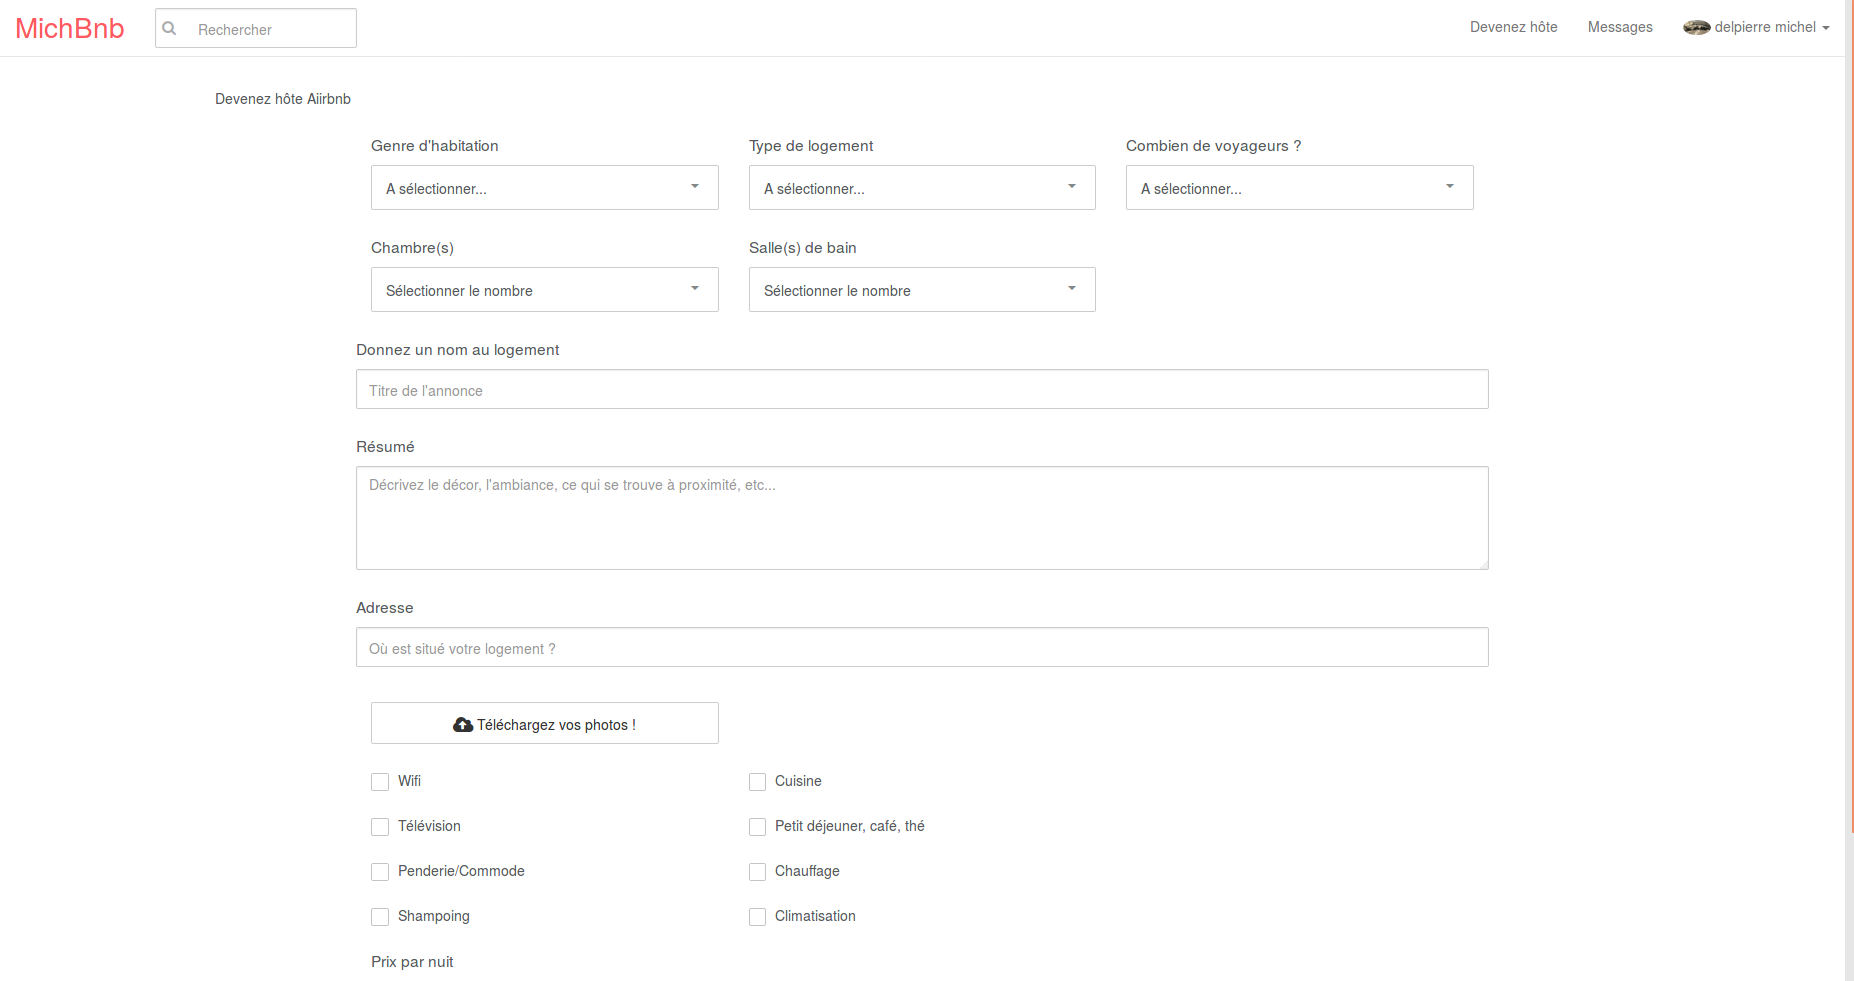 MichBnb Rechercher Devenez hôte Messages delpierre michel
Devenez hôte Aiirbnb
Genre d'habitation Type de logement Combien de voyageurs ?
A sélectionner... A sélectionner... A sélectionner...
Chambre(s) Salle(s) de bain
Sélectionner le nombre Sélectionner le nombre
Donnez un nom au logement
Titre de l'annonce
Résumé
Décrivez le décor, l'ambiance, ce qui se trouve à proximité, etc...
Adresse
Où est situé votre logement ?
Téléchargez vos photos !
Wifi Cuisine
Télévision Petit déjeuner, café, thé
Penderie/Commode Chauffage
Shampoing Climatisation
Prix par nuit